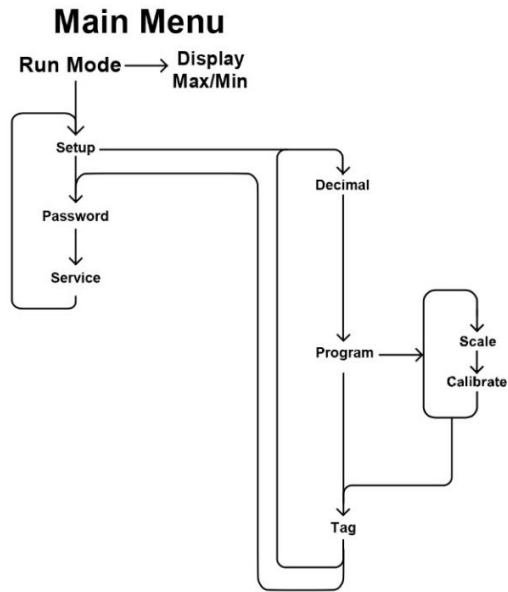 Main Menu
Run Mode
Display
Max/Min
Setup
Decimal
Password
Service
Program
Scale
Calibrate
Tag